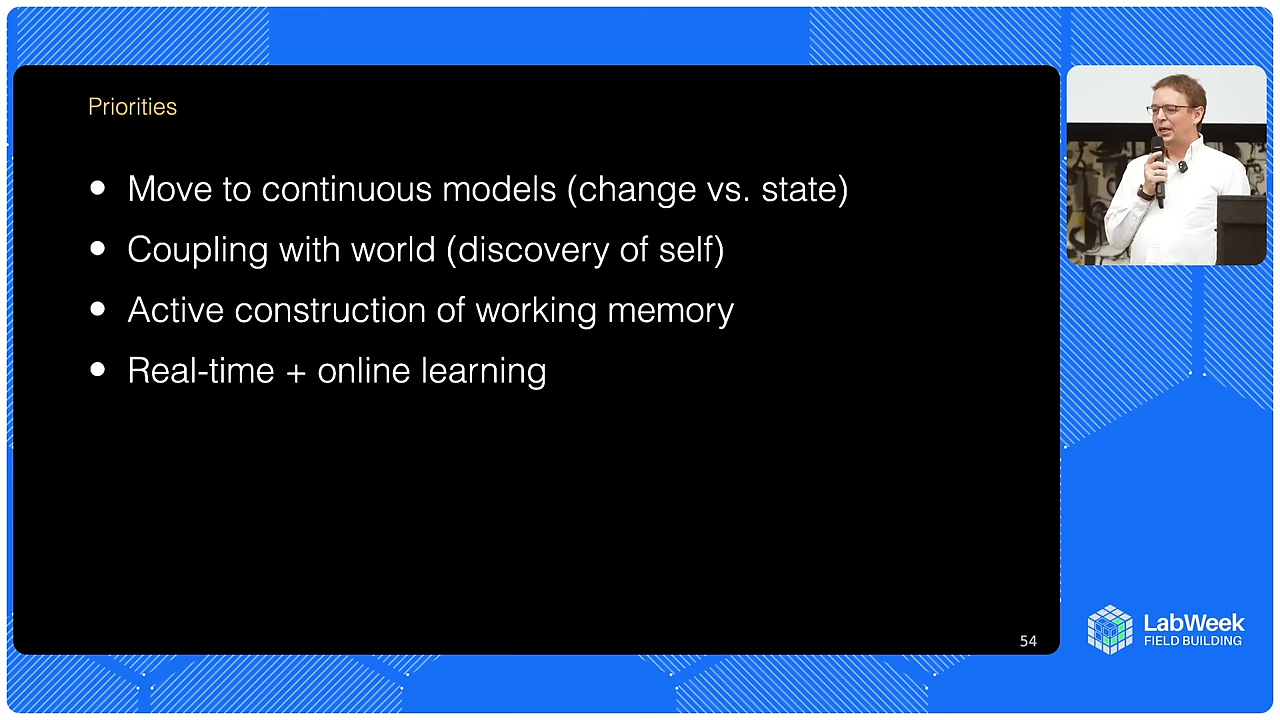 Priorities
• Move to continuous models (change vs. state)
• Coupling with world (discovery of self)
• Active construction of working memory
• Real-time + online learning
54
LabWeek
FIELD BUILDING